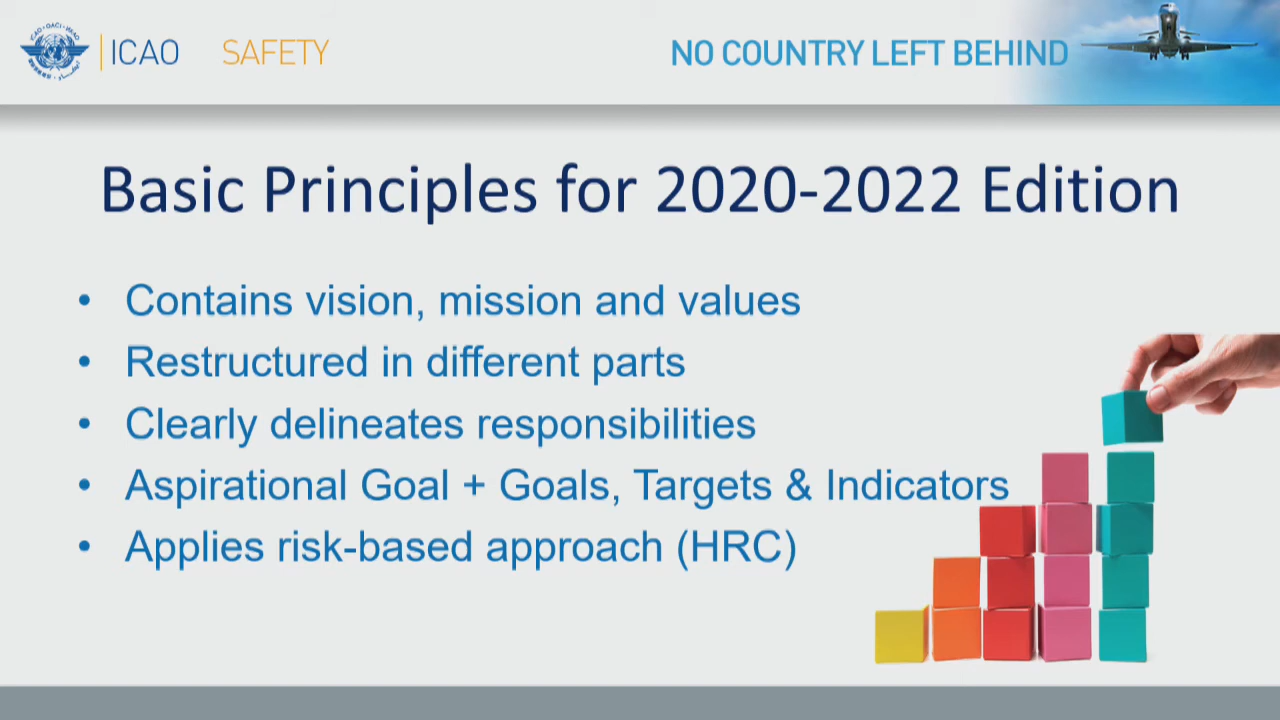 ICAO SAFETY NO COUNTRY LEFT BEHIND
Basic Principles for 2020-2022 Edition
• Contains vision, mission and values
• Restructured in different parts
• Clearly delineates responsibilities
• Aspirational Goal + Goals, Targets & Indicators
• Applies risk-based approach (HRC)